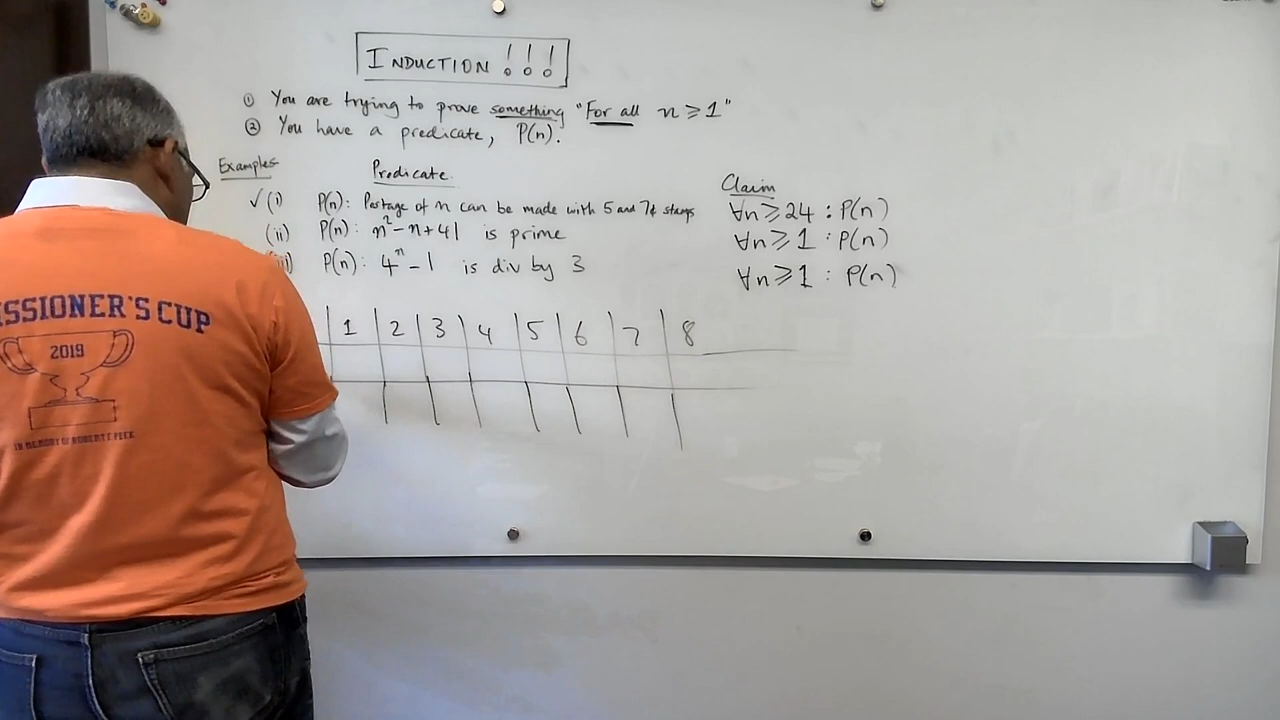 INDUCTION !!!
① You are trying to prove something "For all n ⩾ 1"
② You have a predicate, P(n).
Examples Predicate. Claim
✓(i) P(n): Postage of n can be made with 5 and 7¢ stamps ∀n ⩾ 24 : P(n)
(ii) P(n): n² - n + 41 is prime ∀n ⩾ 1 : P(n)
P(n): 4ⁿ - 1 is div by 3 ∀n ⩾ 1 : P(n)
1 2 3 4 5 6 7 8
SSIONER'S CUP
2019
IN MEMORY OF ROBERT E PECK